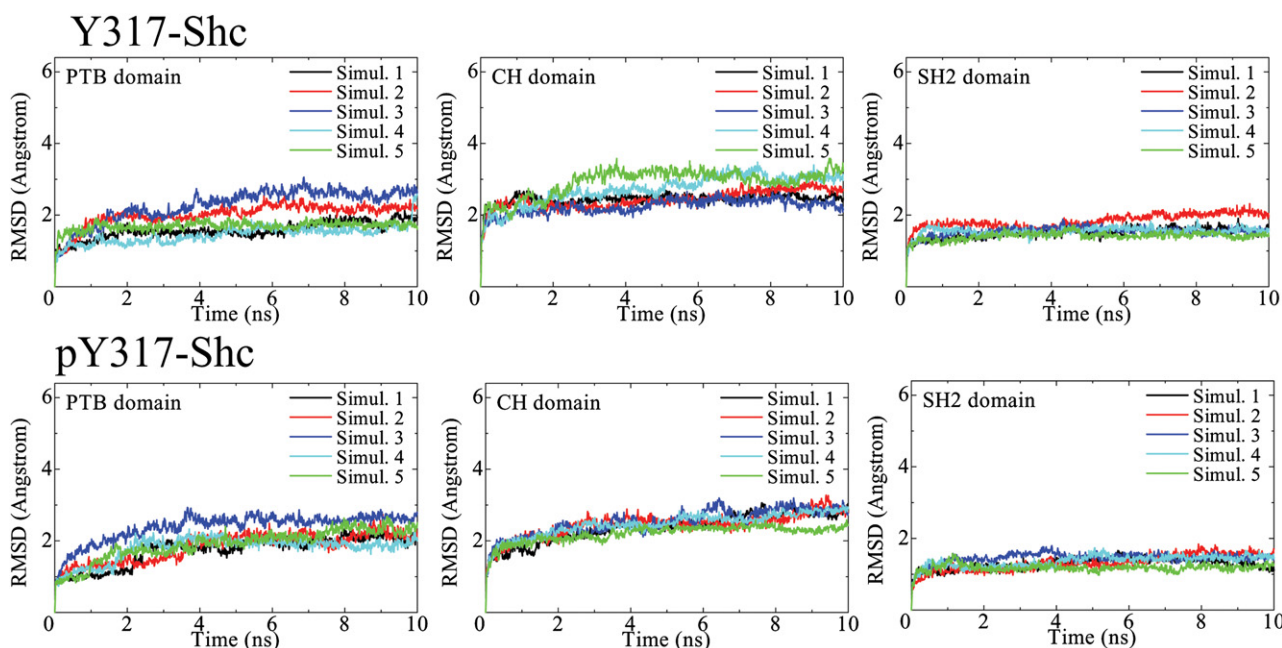 Y317-Shc
PTB domain
Simul. 1
Simul. 2
Simul. 3
Simul. 4
Simul. 5
RMSD (Angstrom)
6
4
2
0 2 4 6 8 10
Time (ns)
CH domain
Simul. 1
Simul. 2
Simul. 3
Simul. 4
Simul. 5
RMSD (Angstrom)
6
4
2
0 2 4 6 8 10
Time (ns)
SH2 domain
Simul. 1
Simul. 2
Simul. 3
Simul. 4
Simul. 5
RMSD (Angstrom)
6
4
2
0 2 4 6 8 10
Time (ns)
pY317-Shc
PTB domain
Simul. 1
Simul. 2
Simul. 3
Simul. 4
Simul. 5
RMSD (Angstrom)
6
4
2
0 2 4 6 8 10
Time (ns)
CH domain
Simul. 1
Simul. 2
Simul. 3
Simul. 4
Simul. 5
RMSD (Angstrom)
6
4
2
0 2 4 6 8 10
Time (ns)
SH2 domain
Simul. 1
Simul. 2
Simul. 3
Simul. 4
Simul. 5
RMSD (Angstrom)
6
4
2
0 2 4 6 8 10
Time (ns)